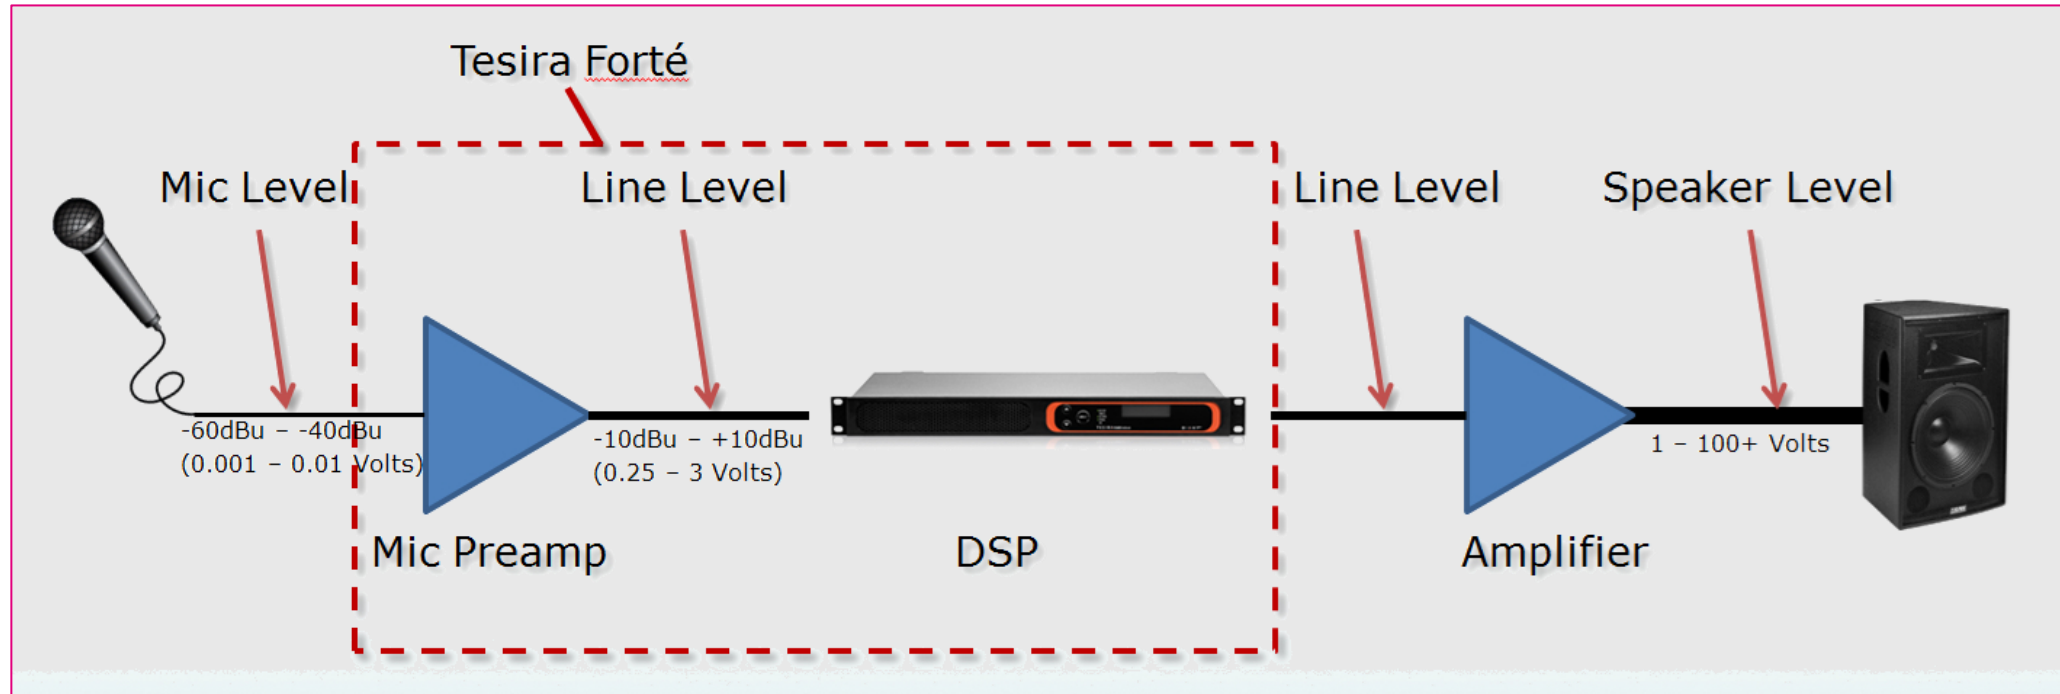 Tesira Forté
Mic Level
Line Level
Line Level
Speaker Level
-60dBu – -40dBu
(0.001 – 0.01 Volts)
-10dBu – +10dBu
(0.25 – 3 Volts)
1 – 100+ Volts
Mic Preamp
DSP
Amplifier